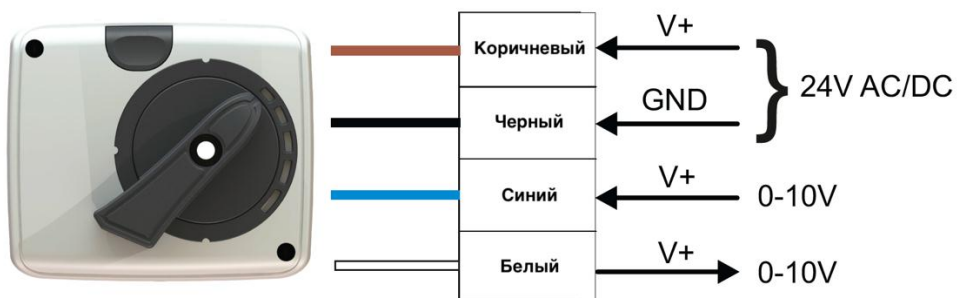 Коричневый V+
Черный GND
24V AC/DC
Синий V+ 0-10V
Белый V+ 0-10V